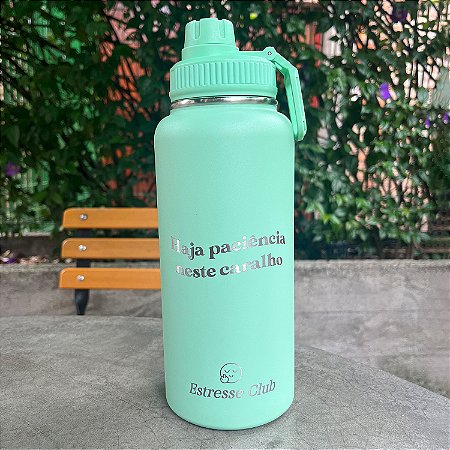 Haja paciência
neste caralho
Estresse Club